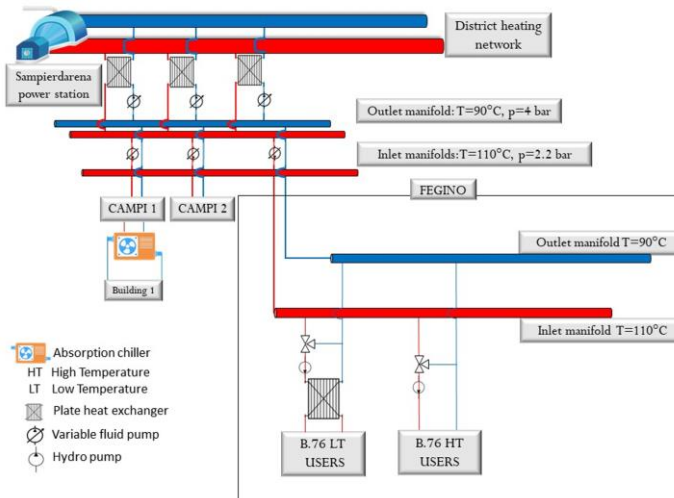 District heating
network
Sampierdarena
power station
Outlet manifold: T=90°C, p=4 bar
Inlet manifolds:T=110°C, p=2.2 bar
FEGINO
CAMPI 1
CAMPI 2
Outlet manifold T=90°C
Building 1
Inlet manifold T=110°C
Absorption chiller
HT High Temperature
LT Low Temperature
Plate heat exchanger
Variable fluid pump
Hydro pump
B.76 LT
USERS
B.76 HT
USERS